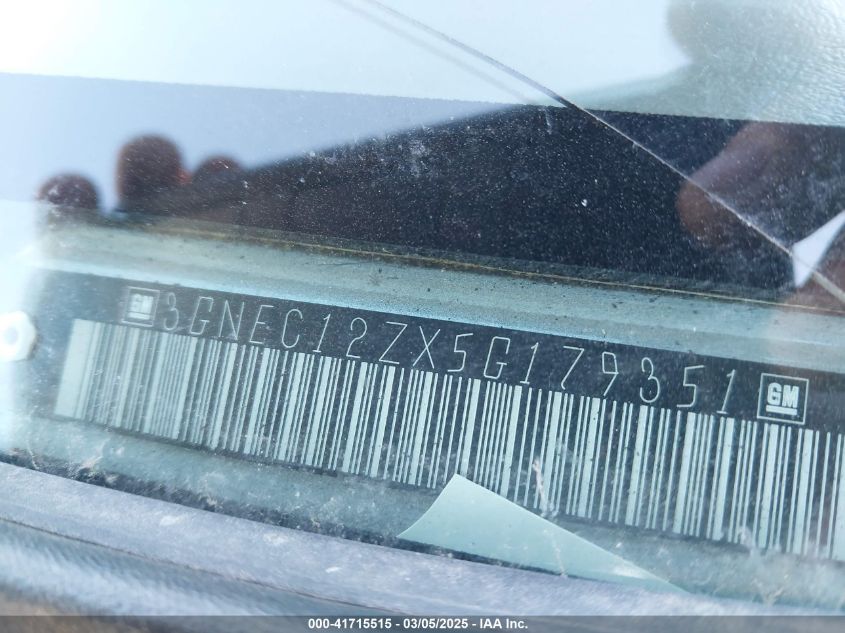 GM 3GNEC12ZX5G179351 GM
000-41715515 - 03/05/2025 - IAA Inc.